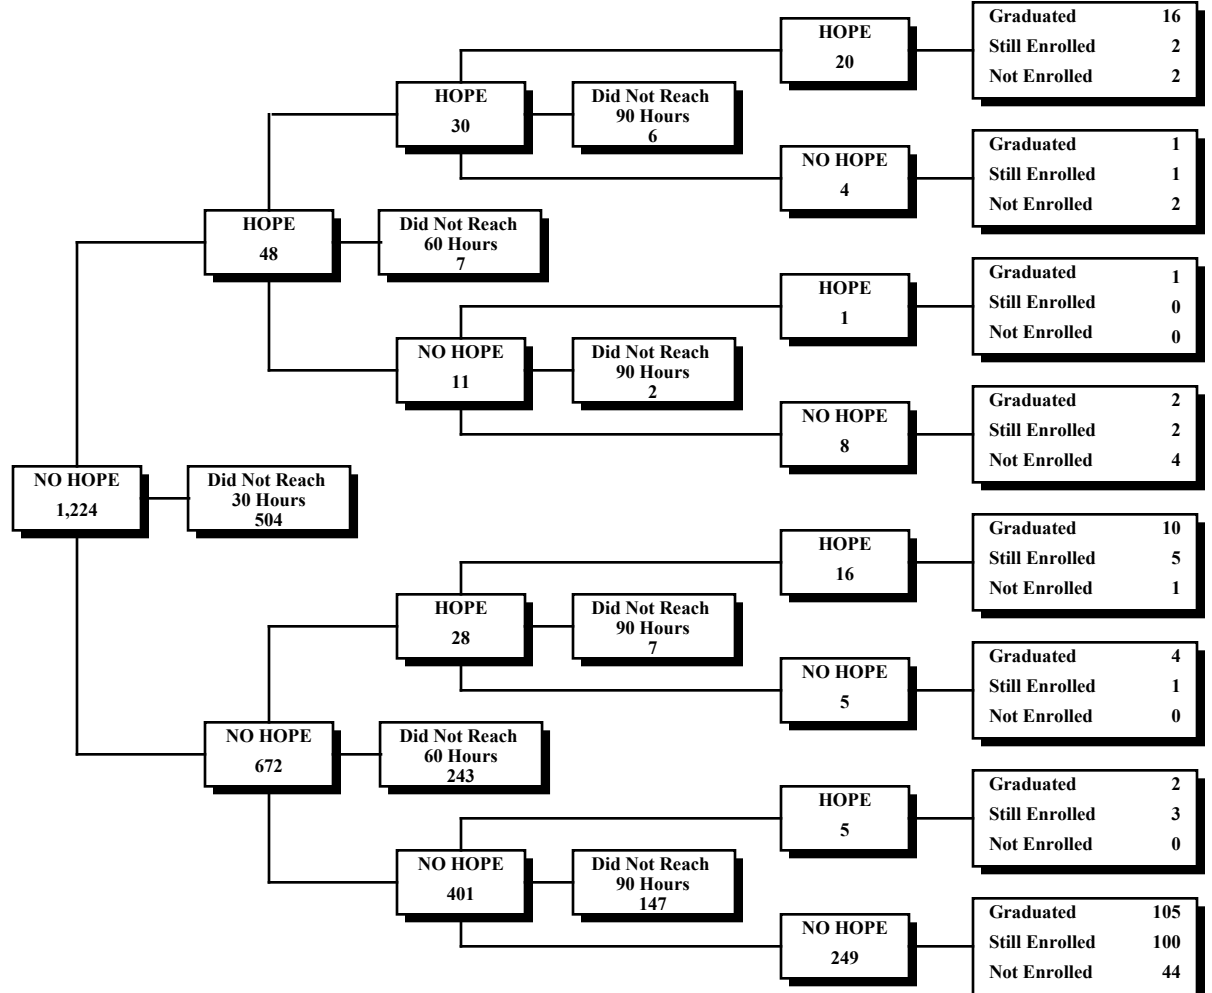 HOPE
20
Graduated 16
Still Enrolled 2
Not Enrolled 2
HOPE
30
Did Not Reach
90 Hours
6
NO HOPE
4
Graduated 1
Still Enrolled 1
Not Enrolled 2
HOPE
48
Did Not Reach
60 Hours
7
HOPE
1
Graduated 1
Still Enrolled 0
Not Enrolled 0
NO HOPE
11
Did Not Reach
90 Hours
2
NO HOPE
8
Graduated 2
Still Enrolled 2
Not Enrolled 4
NO HOPE
1,224
Did Not Reach
30 Hours
504
HOPE
16
Graduated 10
Still Enrolled 5
Not Enrolled 1
HOPE
28
Did Not Reach
90 Hours
7
NO HOPE
5
Graduated 4
Still Enrolled 1
Not Enrolled 0
NO HOPE
672
Did Not Reach
60 Hours
243
HOPE
5
Graduated 2
Still Enrolled 3
Not Enrolled 0
NO HOPE
401
Did Not Reach
90 Hours
147
NO HOPE
249
Graduated 105
Still Enrolled 100
Not Enrolled 44